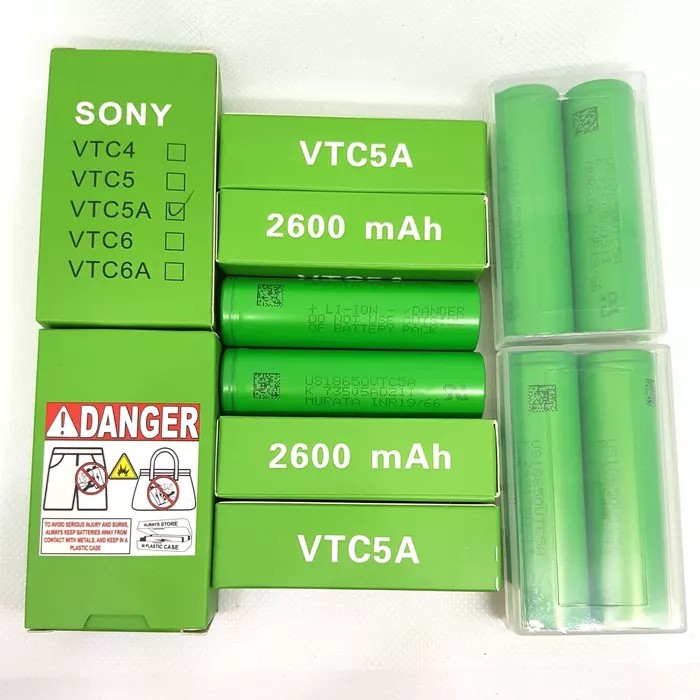 SONY
VTC4
VTC5
VTC5A
VTC6
VTC6A
VTC5A
2600 mAh
+ LI-ION - /DANGER
DO NOT USE OUTSIDE
OF BATTERY PACK
US18650VTC5A
MURATA INR19/66
2600 mAh
VTC5A
DANGER
TO AVOID SERIOUS INJURY AND BURNS,
ALWAYS KEEP BATTERIES AWAY FROM
CONTACT WITH METALS, AND KEEP IN A
PLASTIC CASE
ALWAYS STORE
IN PLASTIC CASE
US18650VTC5A